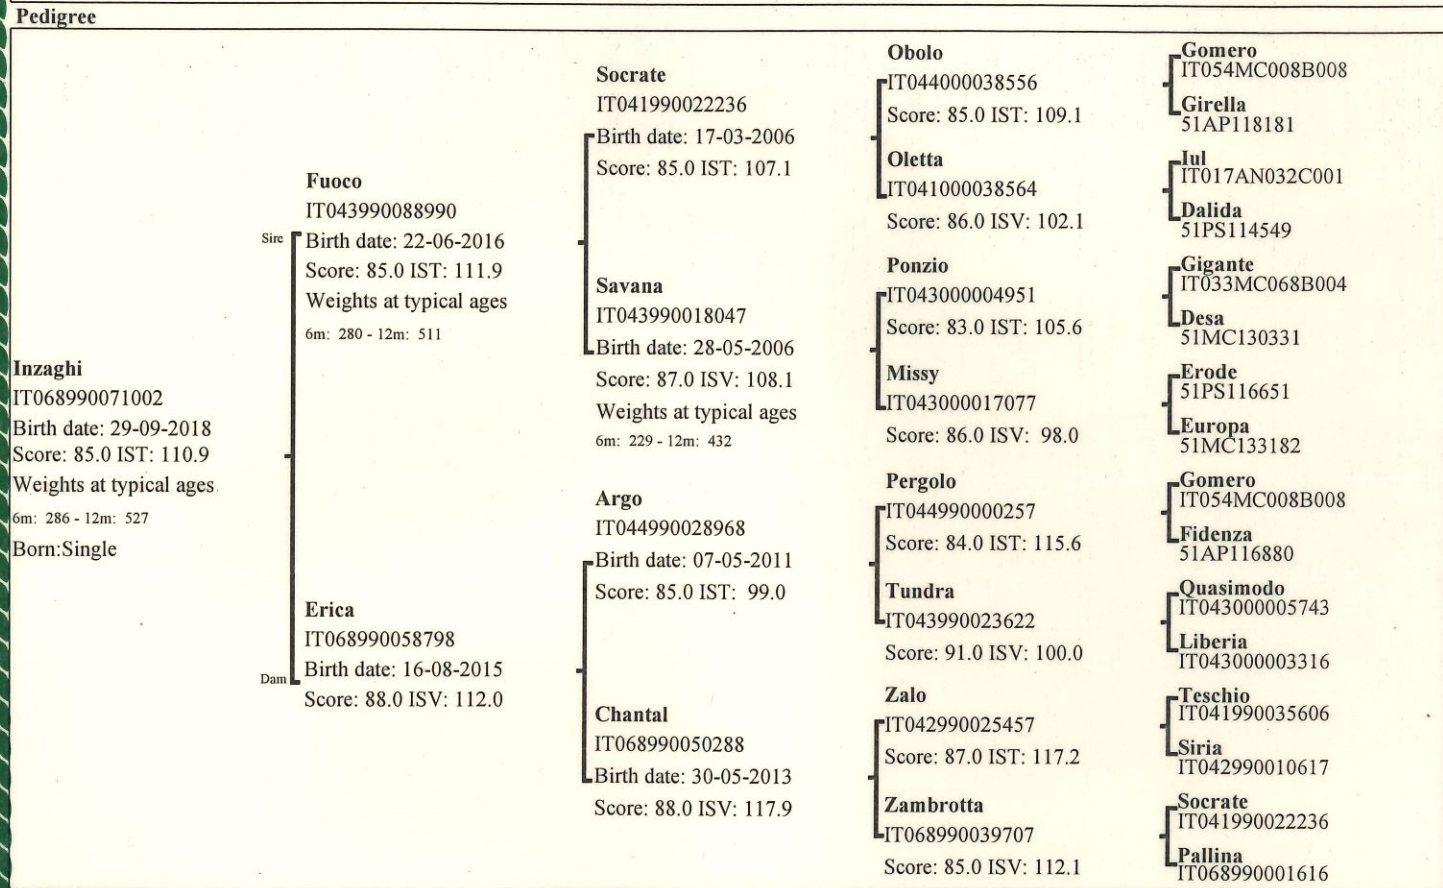 Pedigree
Inzaghi
IT068990071002
Birth date: 29-09-2018
Score: 85.0 IST: 110.9
Weights at typical ages
6m: 286 - 12m: 527
Born:Single
Sire
Fuoco
IT043990088990
Birth date: 22-06-2016
Score: 85.0 IST: 111.9
Weights at typical ages
6m: 280 - 12m: 511
Dam
Erica
IT068990058798
Birth date: 16-08-2015
Score: 88.0 ISV: 112.0
Socrate
IT041990022236
Birth date: 17-03-2006
Score: 85.0 IST: 107.1
Savana
IT043990018047
Birth date: 28-05-2006
Score: 87.0 ISV: 108.1
Weights at typical ages
6m: 229 - 12m: 432
Argo
IT044990028968
Birth date: 07-05-2011
Score: 85.0 IST: 99.0
Chantal
IT068990050288
Birth date: 30-05-2013
Score: 88.0 ISV: 117.9
Obolo
IT044000038556
Score: 85.0 IST: 109.1
Oletta
IT041000038564
Score: 86.0 ISV: 102.1
Ponzio
IT043000004951
Score: 83.0 IST: 105.6
Missy
IT043000017077
Score: 86.0 ISV: 98.0
Pergolo
IT044990000257
Score: 84.0 IST: 115.6
Tundra
IT043990023622
Score: 91.0 ISV: 100.0
Zalo
IT042990025457
Score: 87.0 IST: 117.2
Zambrotta
IT068990039707
Score: 85.0 ISV: 112.1
Gomero
IT054MC008B008
Girella
51AP118181
Iul
IT017AN032C001
Dalida
51PS114549
Gigante
IT033MC068B004
Desa
51MC130331
Erode
51PS116651
Europa
51MC133182
Gomero
IT054MC008B008
Fidenza
51AP116880
Quasimodo
IT043000005743
Liberia
IT043000003316
Teschio
IT041990035606
Siria
IT042990010617
Socrate
IT041990022236
Pallina
IT068990001616